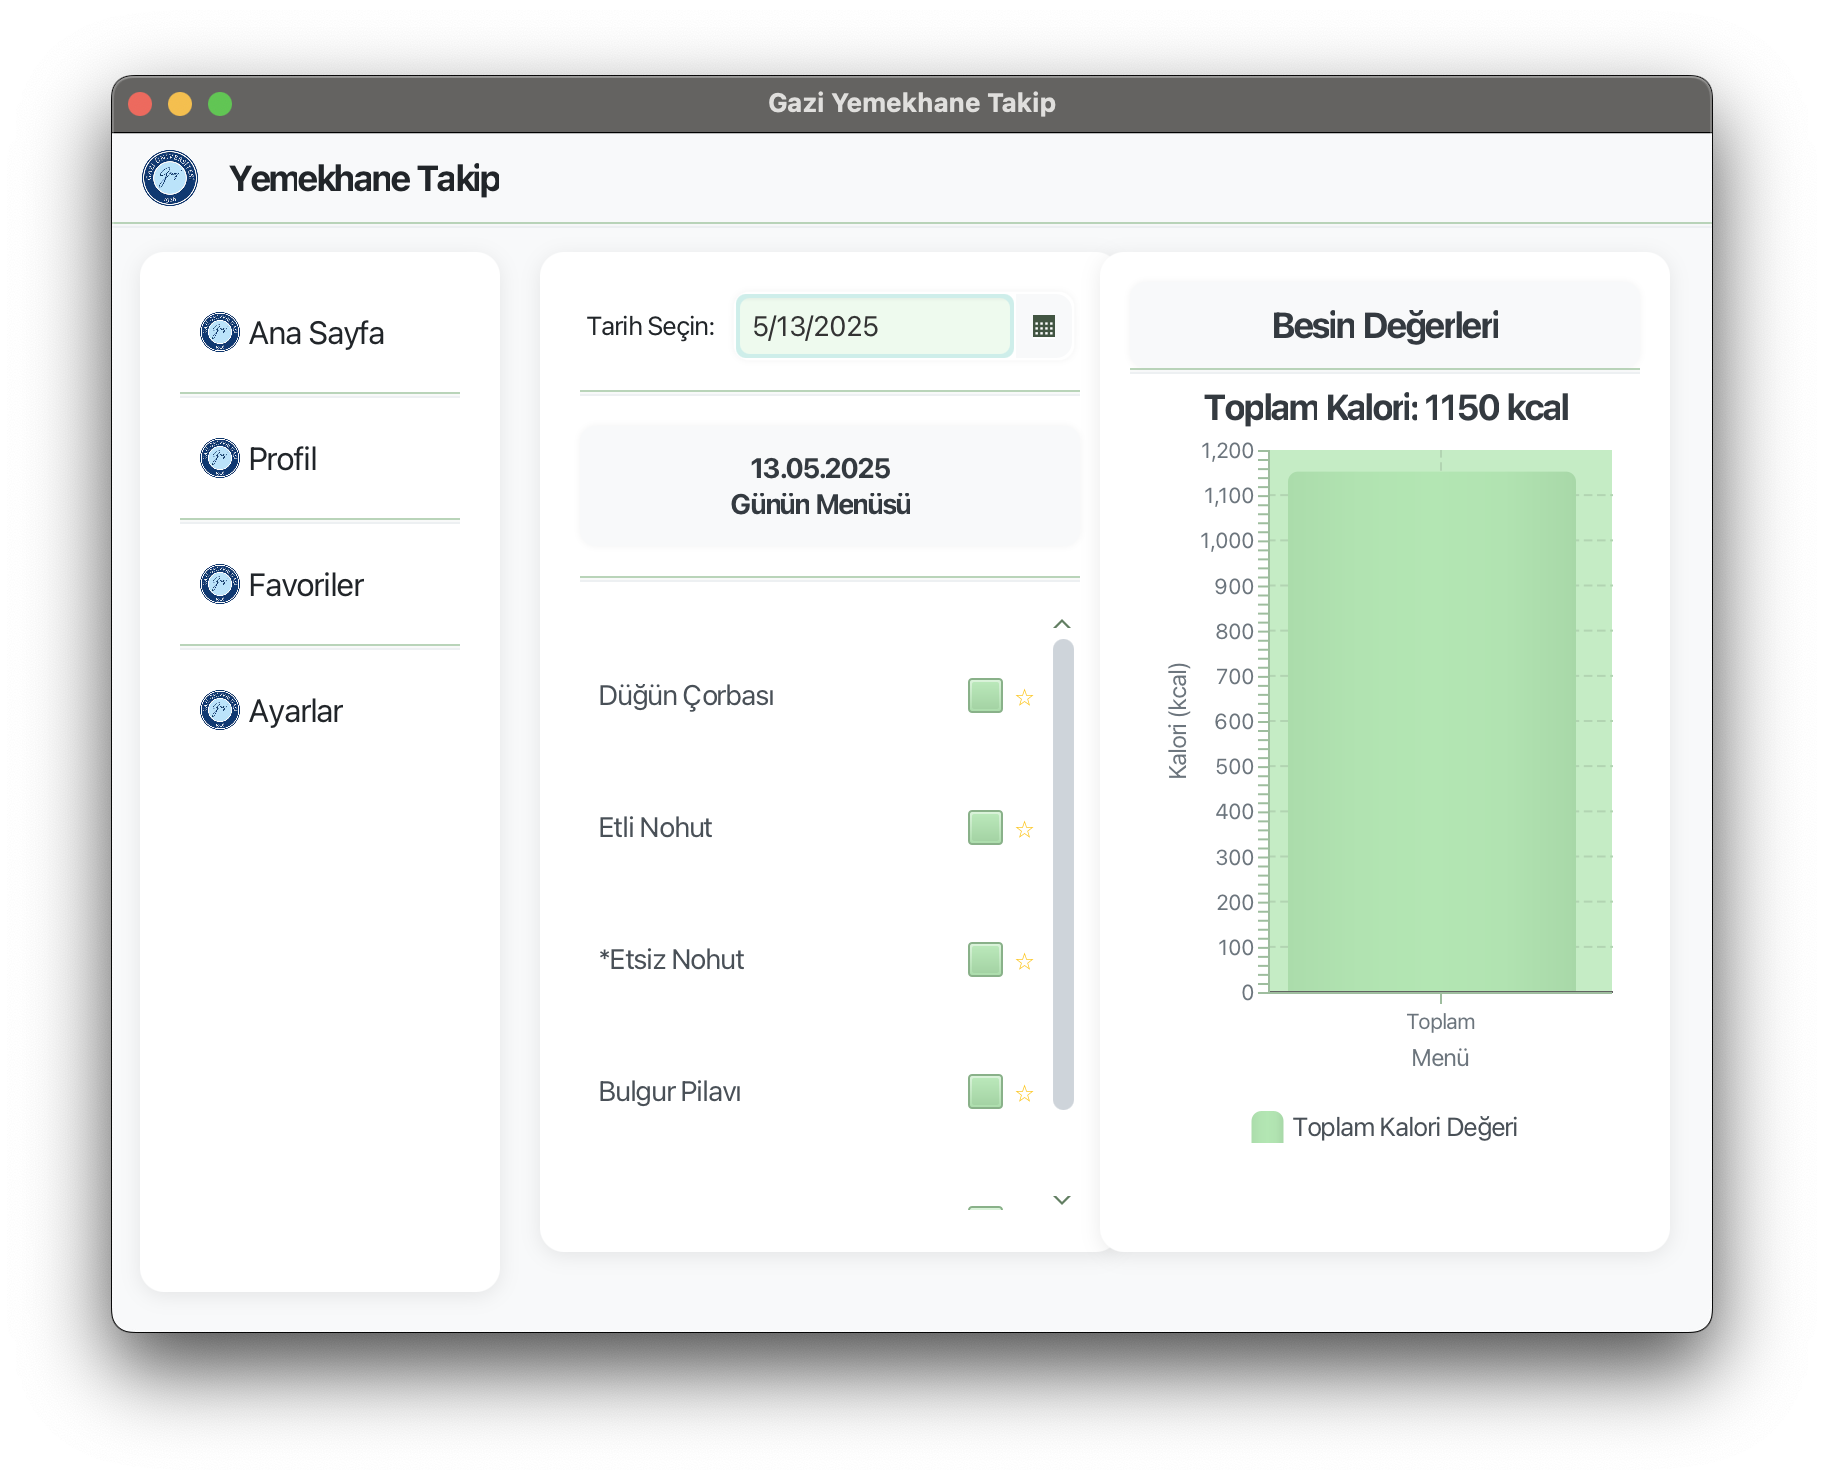 Gazi Yemekhane Takip
Yemekhane Takip
Ana Sayfa
Profil
Favoriler
Ayarlar
Tarih Seçin:
5/13/2025
13.05.2025
Günün Menüsü
Düğün Çorbası
Etli Nohut
*Etsiz Nohut
Bulgur Pilavı
Besin Değerleri
Toplam Kalori: 1150 kcal
Kalori (kcal)
1,200
1,100
1,000
900
800
700
600
500
400
300
200
100
0
Toplam
Menü
Toplam Kalori Değeri